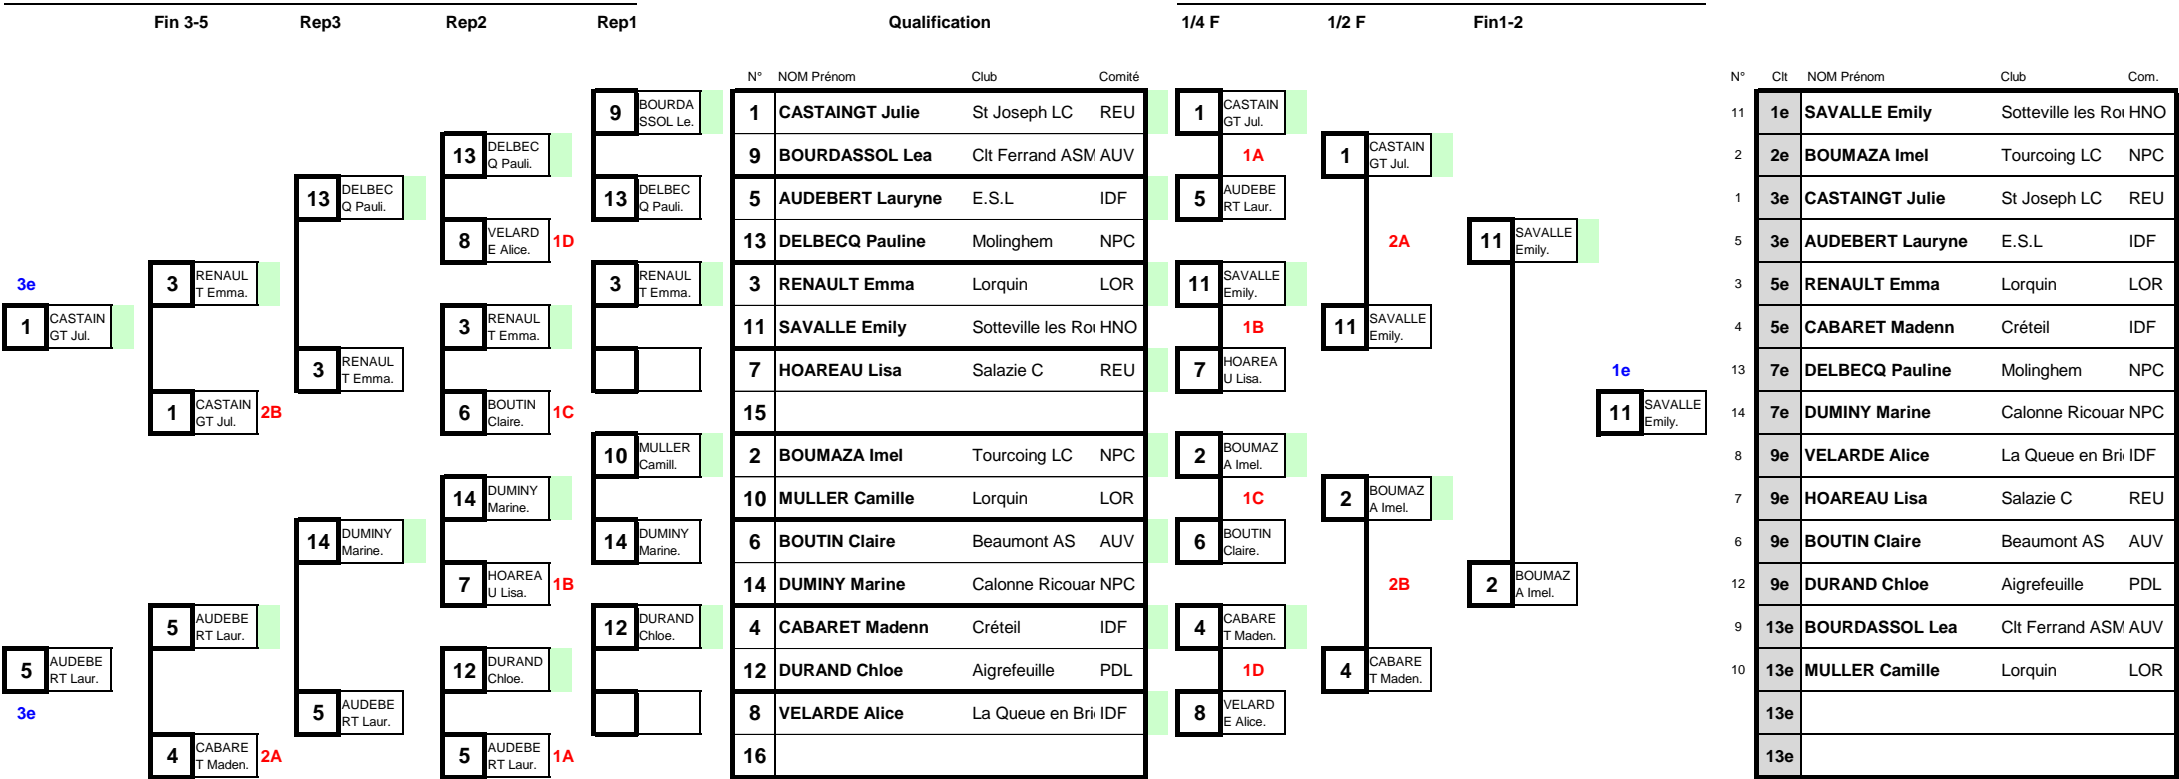 Fin 3-5 Rep3 Rep2 Rep1 Qualification 1/4 F 1/2 F Fin1-2
N° NOM Prénom Club Comité N° Clt NOM Prénom Club Com.
9 BOURDA
SSOL Le.
1 CASTAINGT Julie St Joseph LC REU
1 CASTAIN
GT Jul.
11 1e SAVALLE Emily Sotteville les Rou HNO
13 DELBEC
Q Pauli.
9 BOURDASSOL Lea Clt Ferrand ASM AUV
1A
1 CASTAIN
GT Jul.
2 2e BOUMAZA Imel Tourcoing LC NPC
13 DELBEC
Q Pauli.
13 DELBEC
Q Pauli.
5 AUDEBERT Lauryne E.S.L IDF
5 AUDEBE
RT Laur.
1 3e CASTAINGT Julie St Joseph LC REU
8 VELARD
E Alice.
1D
13 DELBECQ Pauline Molinghem NPC
2A
11 SAVALLE
Emily.
5 3e AUDEBERT Lauryne E.S.L IDF
3e
3 RENAUL
T Emma.
3 RENAUL
T Emma.
3 RENAULT Emma Lorquin LOR
11 SAVALLE
Emily.
3 5e RENAULT Emma Lorquin LOR
1 CASTAIN
GT Jul.
3 RENAUL
T Emma.
11 SAVALLE Emily Sotteville les Rou HNO
1B
11 SAVALLE
Emily.
4 5e CABARET Madenn Créteil IDF
3 RENAUL
T Emma.
7 HOAREAU Lisa Salazie C REU
7 HOAREA
U Lisa.
1e
13 7e DELBECQ Pauline Molinghem NPC
1 CASTAIN
GT Jul.
2B
6 BOUTIN
Claire.
1C
15
11 SAVALLE
Emily.
14 7e DUMINY Marine Calonne Ricouar NPC
10 MULLER
Camill.
2 BOUMAZA Imel Tourcoing LC NPC
2 BOUMAZ
A Imel.
8 9e VELARDE Alice La Queue en Brie IDF
14 DUMINY
Marine.
10 MULLER Camille Lorquin LOR
1C
2 BOUMAZ
A Imel.
7 9e HOAREAU Lisa Salazie C REU
14 DUMINY
Marine.
14 DUMINY
Marine.
6 BOUTIN Claire Beaumont AS AUV
6 BOUTIN
Claire.
6 9e BOUTIN Claire Beaumont AS AUV
7 HOAREA
U Lisa.
1B
14 DUMINY Marine Calonne Ricouar NPC
2B
2 BOUMAZ
A Imel.
12 9e DURAND Chloe Aigrefeuille PDL
5 AUDEBE
RT Laur.
12 DURAND
Chloe.
4 CABARET Madenn Créteil IDF
4 CABARE
T Maden.
9 13e BOURDASSOL Lea Clt Ferrand ASM AUV
5 AUDEBE
RT Laur.
12 DURAND
Chloe.
12 DURAND Chloe Aigrefeuille PDL
1D
4 CABARE
T Maden.
10 13e MULLER Camille Lorquin LOR
3e
5 AUDEBE
RT Laur.
8 VELARDE Alice La Queue en Brie IDF
8 VELARD
E Alice.
13e
4 CABARE
T Maden.
2A
5 AUDEBE
RT Laur.
1A
16
13e